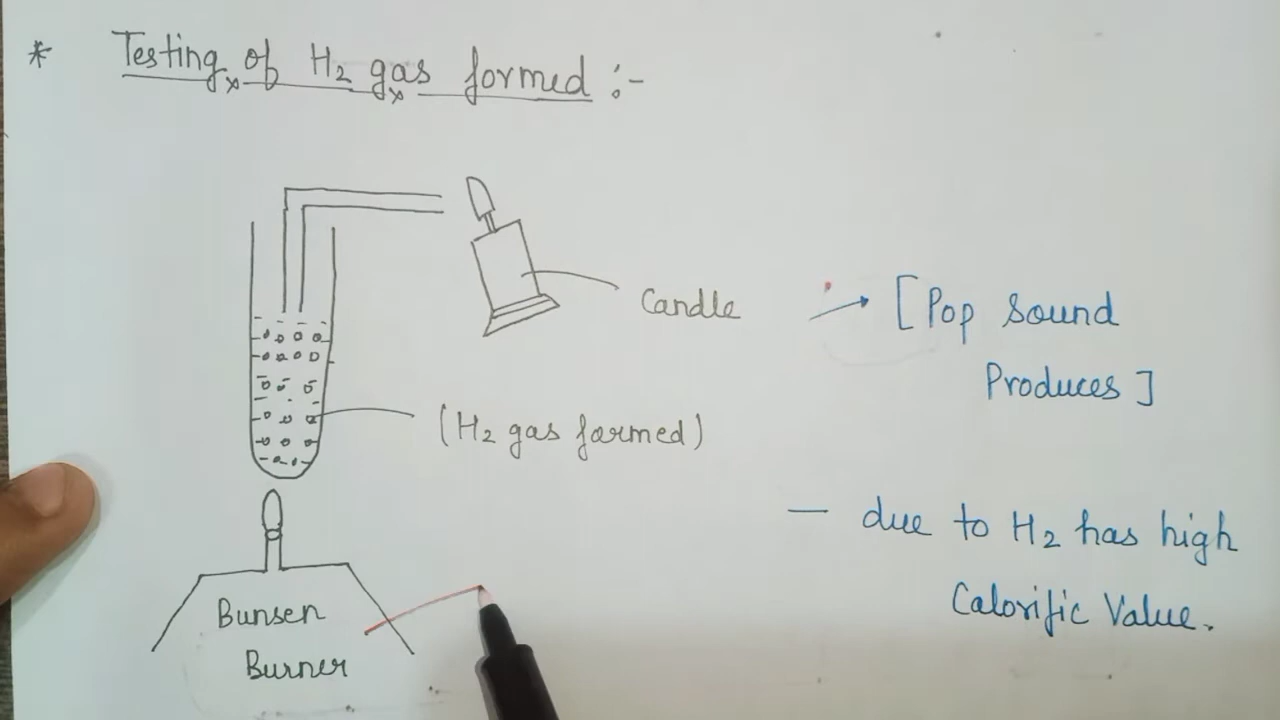 * Testing of H2 gas formed :-
Candle
→ [Pop sound
Produces]
(H2 gas formed)
— due to H2 has high
Calorific Value.
Bunsen
Burner